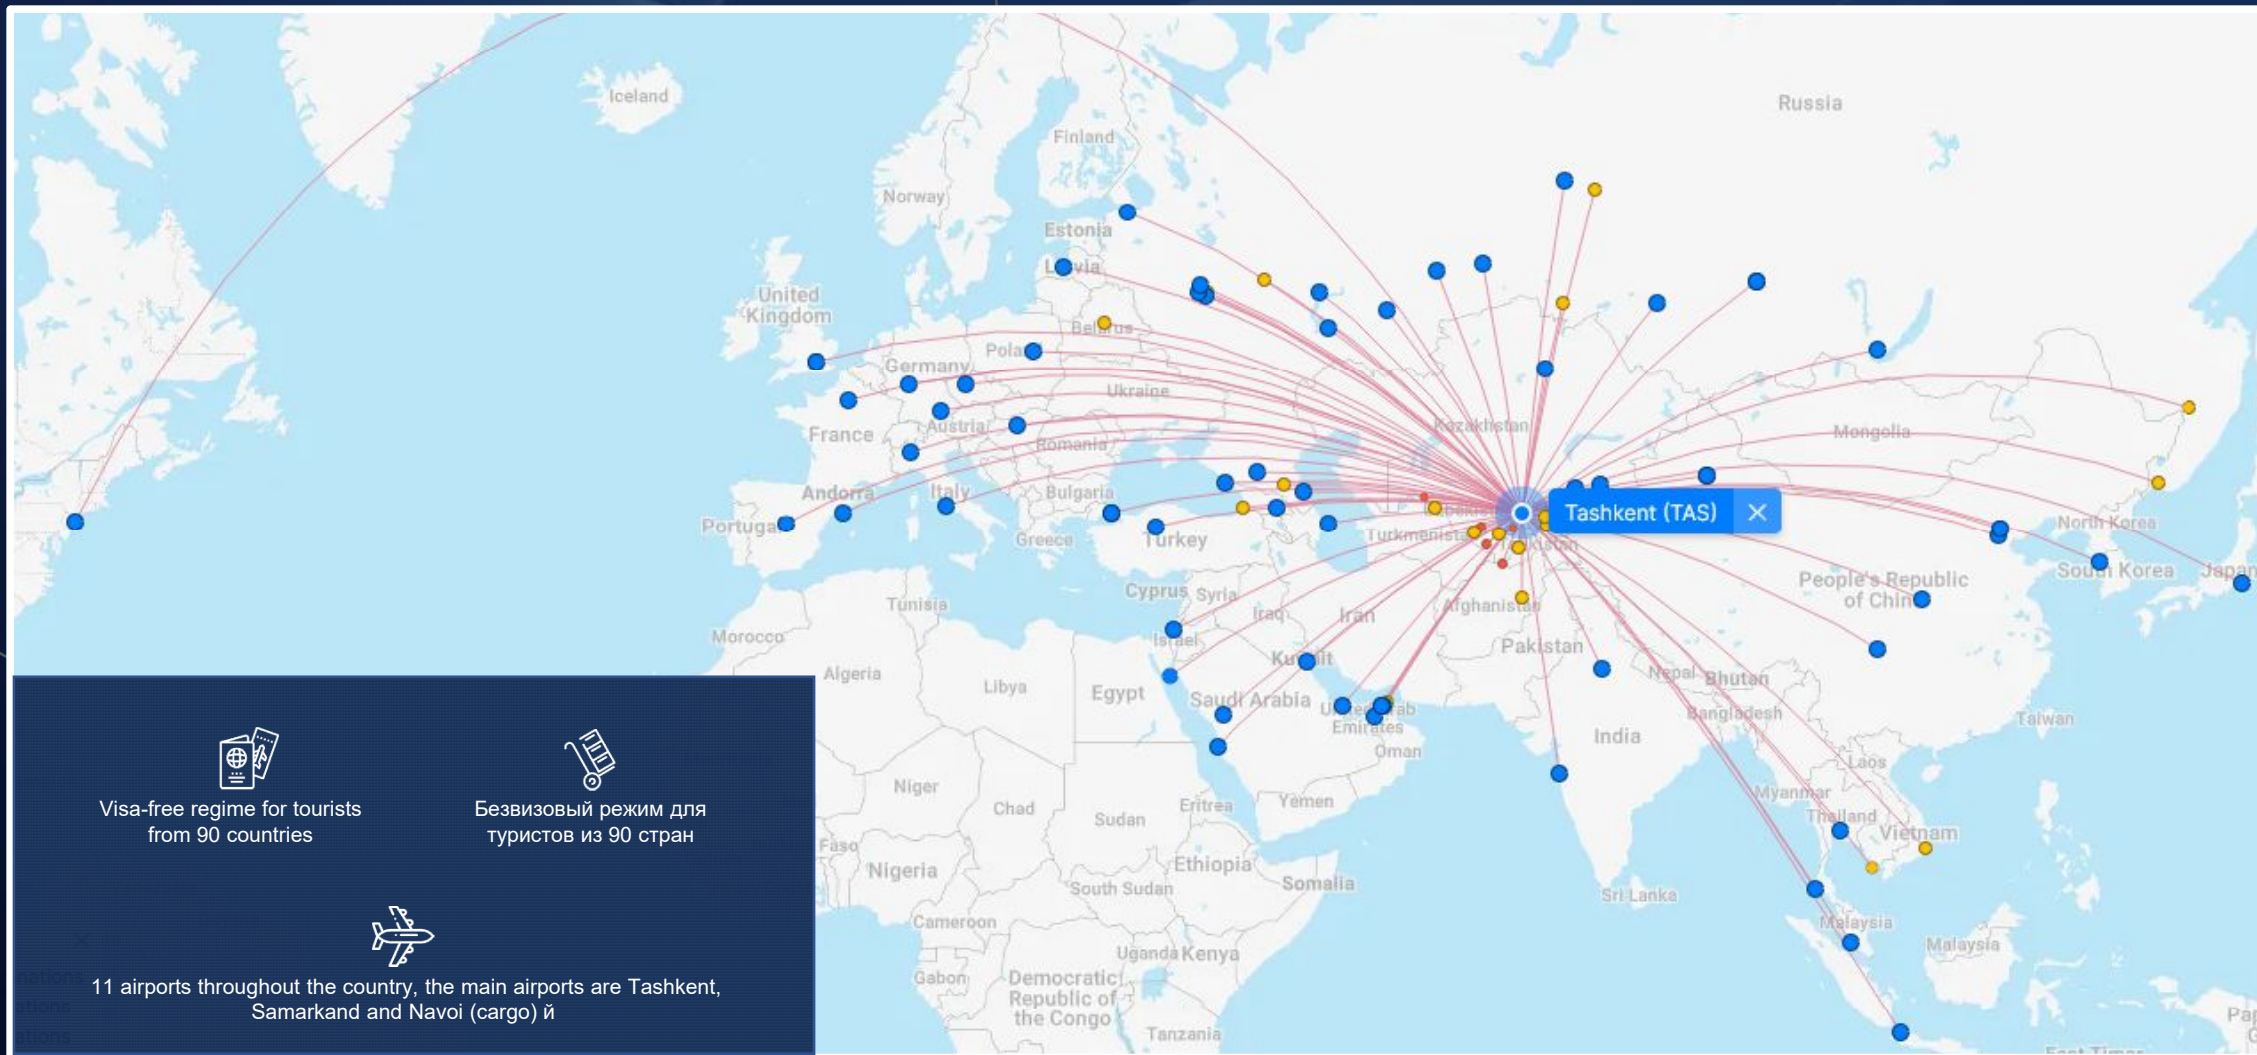 Iceland
Russia
Finland
Norway
Estonia
Latvia
United
Kingdom
Belarus
Poland
Germany
Ukraine
France
Austria
Romania
Kazakhstan
Mongolia
Andorra
Italy
Bulgaria
Portugal
Greece
Turkey
Turkmenistan
Tashkent (TAS)
North Korea
South Korea
Japan
People's Republic
of China
Cyprus
Syria
Tunisia
Iraq
Iran
Afghanistan
Morocco
Israel
Pakistan
Algeria
Libya
Egypt
Kuwait
Saudi Arabia
United Arab
Emirates
Oman
Nepal
Bhutan
Bangladesh
Taiwan
India
Laos
Myanmar
Thailand
Vietnam
Niger
Chad
Sudan
Eritrea
Yemen
Faso
Nigeria
Ethiopia
South Sudan
Somalia
Sri Lanka
Cameroon
Malaysia
Malaysia
Uganda
Kenya
Gabon
Democratic
Republic of
the Congo
Tanzania
East Timor
Visa-free regime for tourists
from 90 countries
Безвизовый режим для
туристов из 90 стран
11 airports throughout the country, the main airports are Tashkent,
Samarkand and Navoi (cargo) й